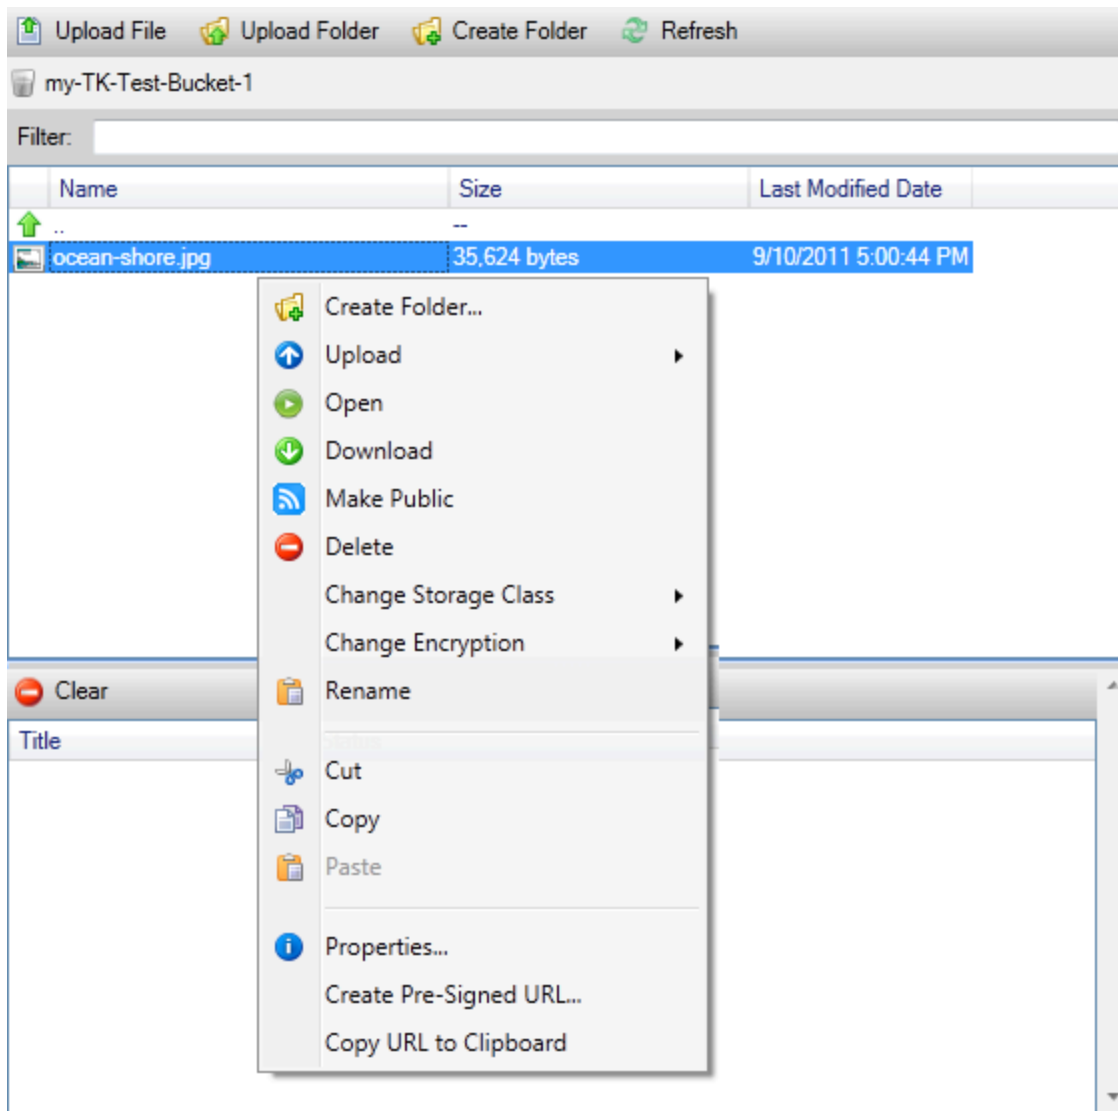 Upload File Upload Folder Create Folder Refresh
my-TK-Test-Bucket-1
Filter:
Name Size Last Modified Date
.. --
ocean-shore.jpg 35,624 bytes 9/10/2011 5:00:44 PM
Create Folder...
Upload
Open
Download
Make Public
Delete
Change Storage Class
Change Encryption
Clear
Rename
Title Status
Cut
Copy
Paste
Properties...
Create Pre-Signed URL...
Copy URL to Clipboard